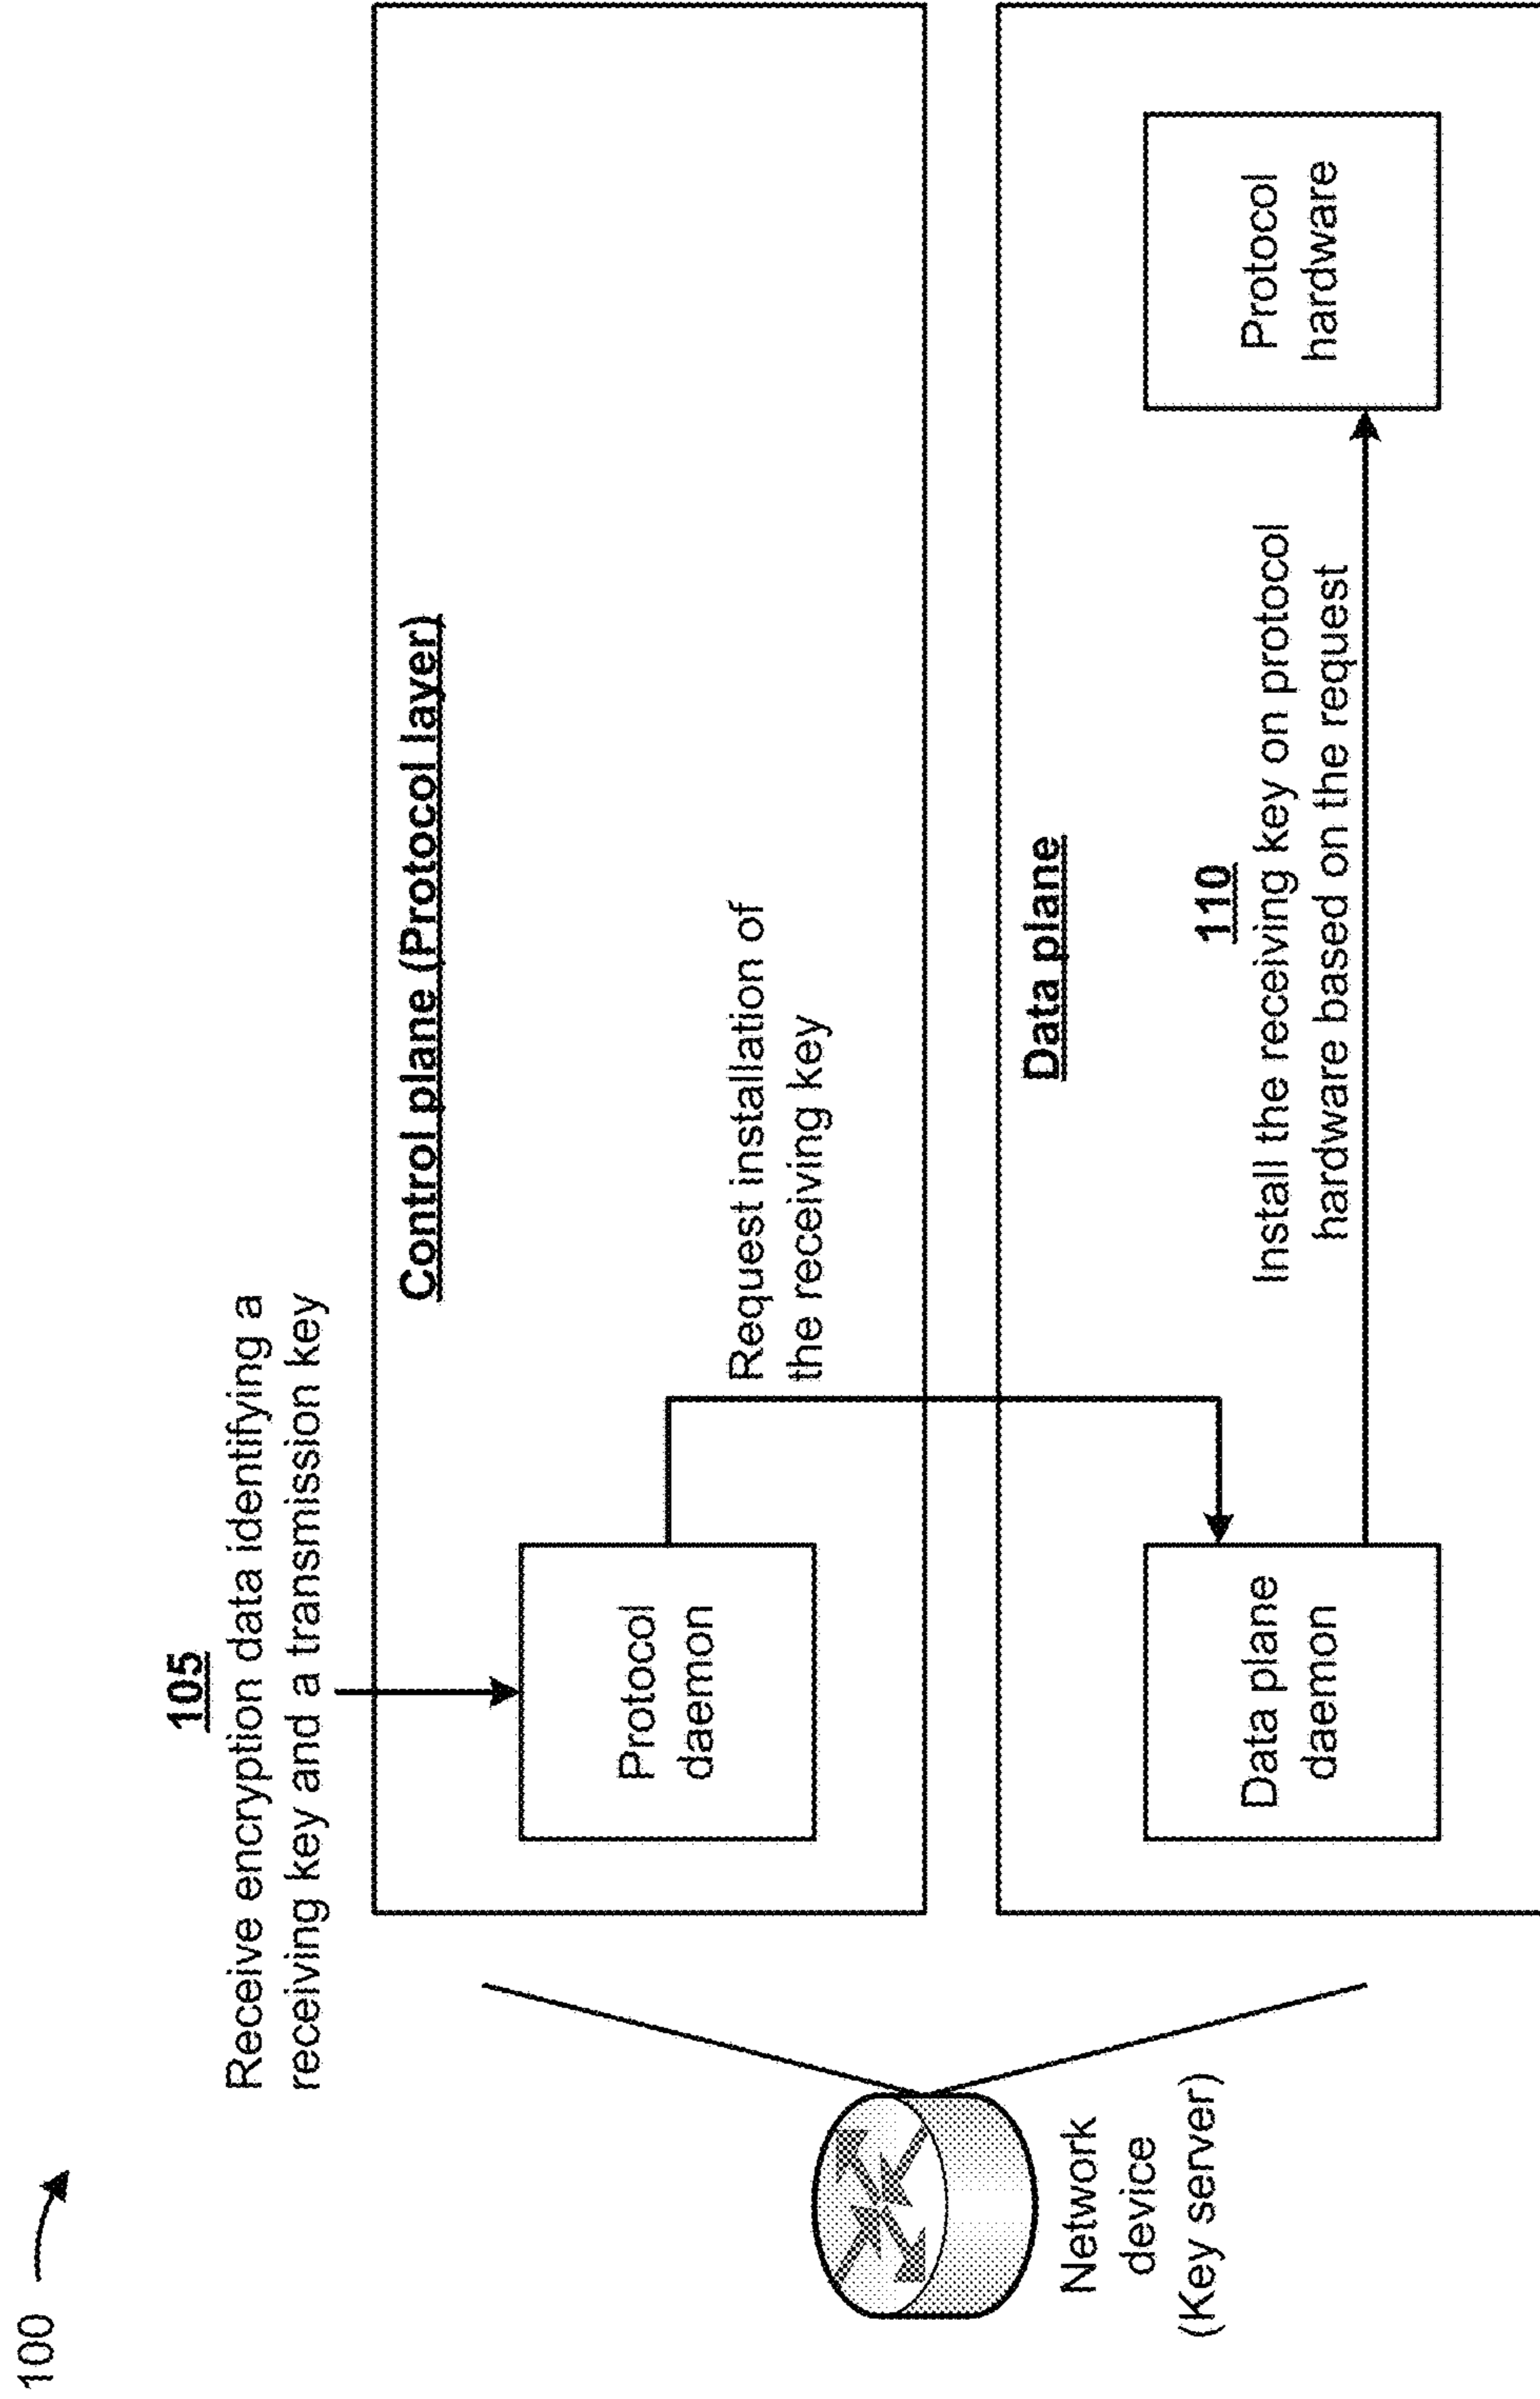 100
105
Receive encryption data identifying a
receiving key and a transmission key
Control plane (Protocol layer)
Protocol
daemon
Request installation of
the receiving key
Network
device
(Key server)
Data plane
110
Install the receiving key on protocol
hardware based on the request
Data plane
daemon
Protocol
hardware